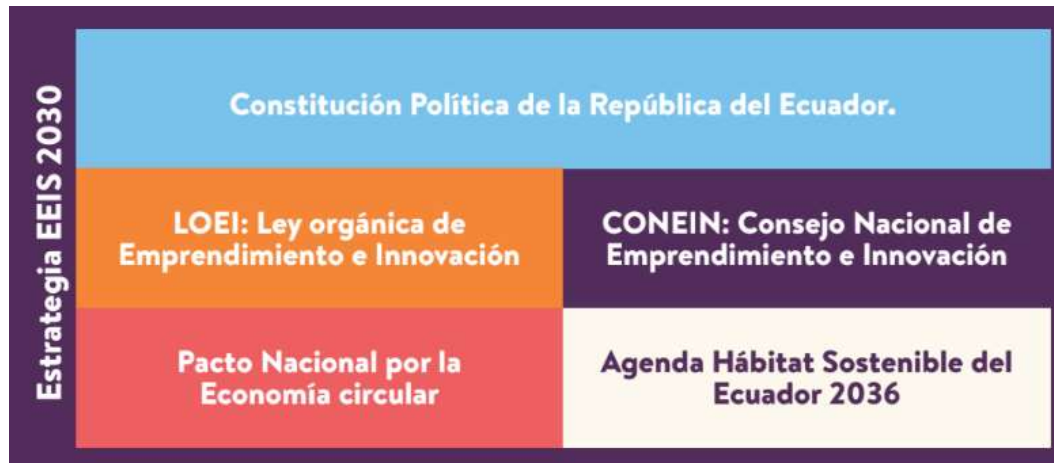 Estrategia EEIS 2030
Constitución Política de la República del Ecuador.
LOEI: Ley orgánica de
Emprendimiento e Innovación
CONEIN: Consejo Nacional de
Emprendimiento e Innovación
Pacto Nacional por la
Economía circular
Agenda Hábitat Sostenible del
Ecuador 2036